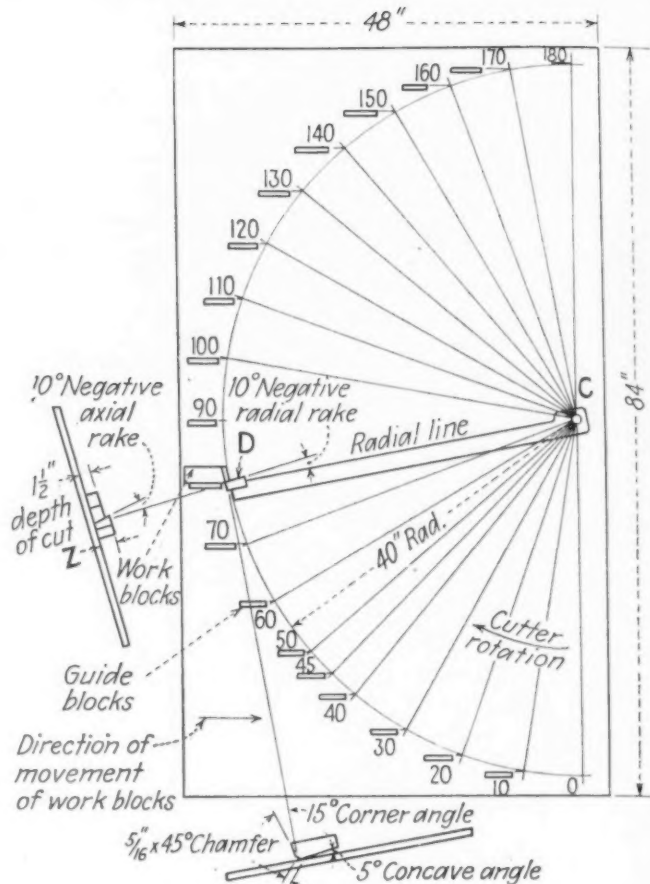 48"
180
170
160
150
140
130
120
110
100
10° Negative
axial
rake
10° Negative
radial rake
90
D
C
84"
Radial line
1 1/2"
depth
of cut
Z
Work
blocks
70
40" Rad.
60
50
45
40
30
20
10
0
Cutter
rotation
Guide
blocks
Direction of
movement
of work blocks
15° Corner angle
5/16" x 45° Chamfer
5° Concave angle
Z